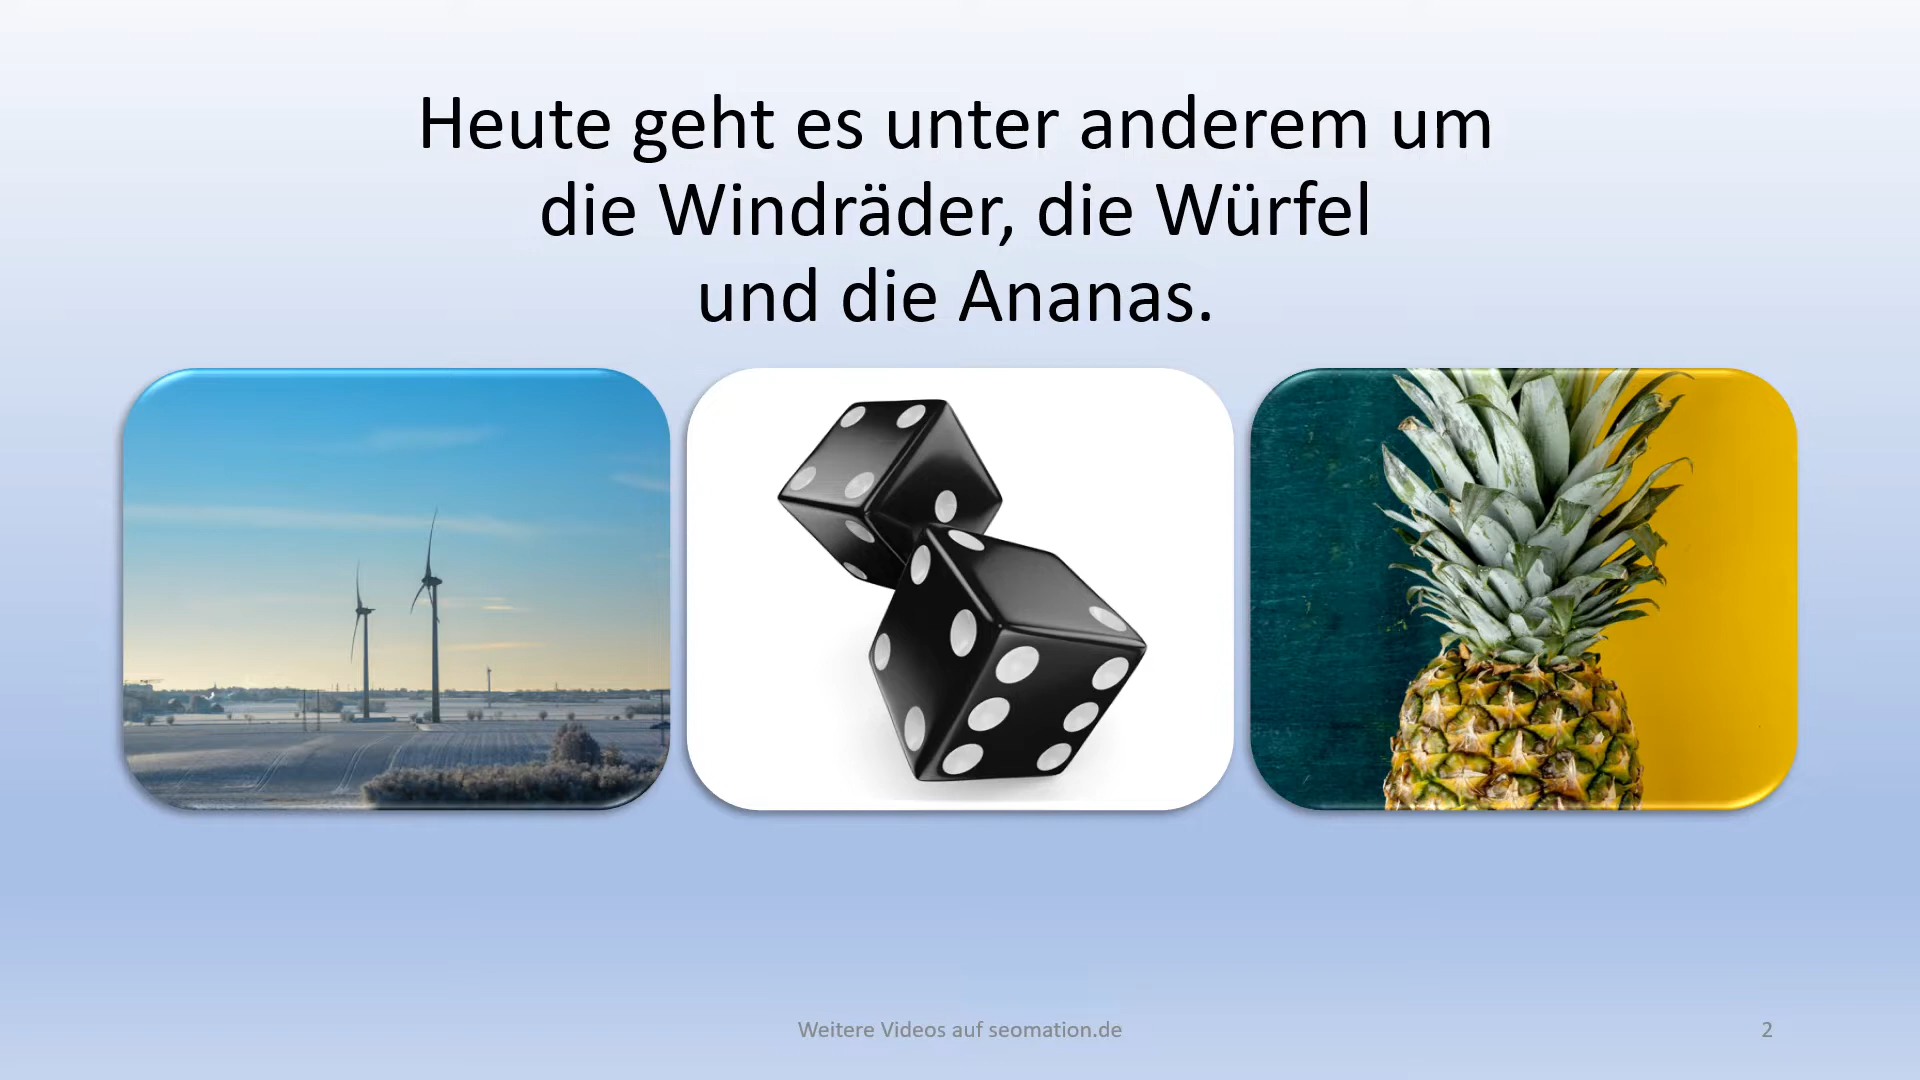 Heute geht es unter anderem um
die Windräder, die Würfel
und die Ananas.
Weitere Videos auf seomation.de
2